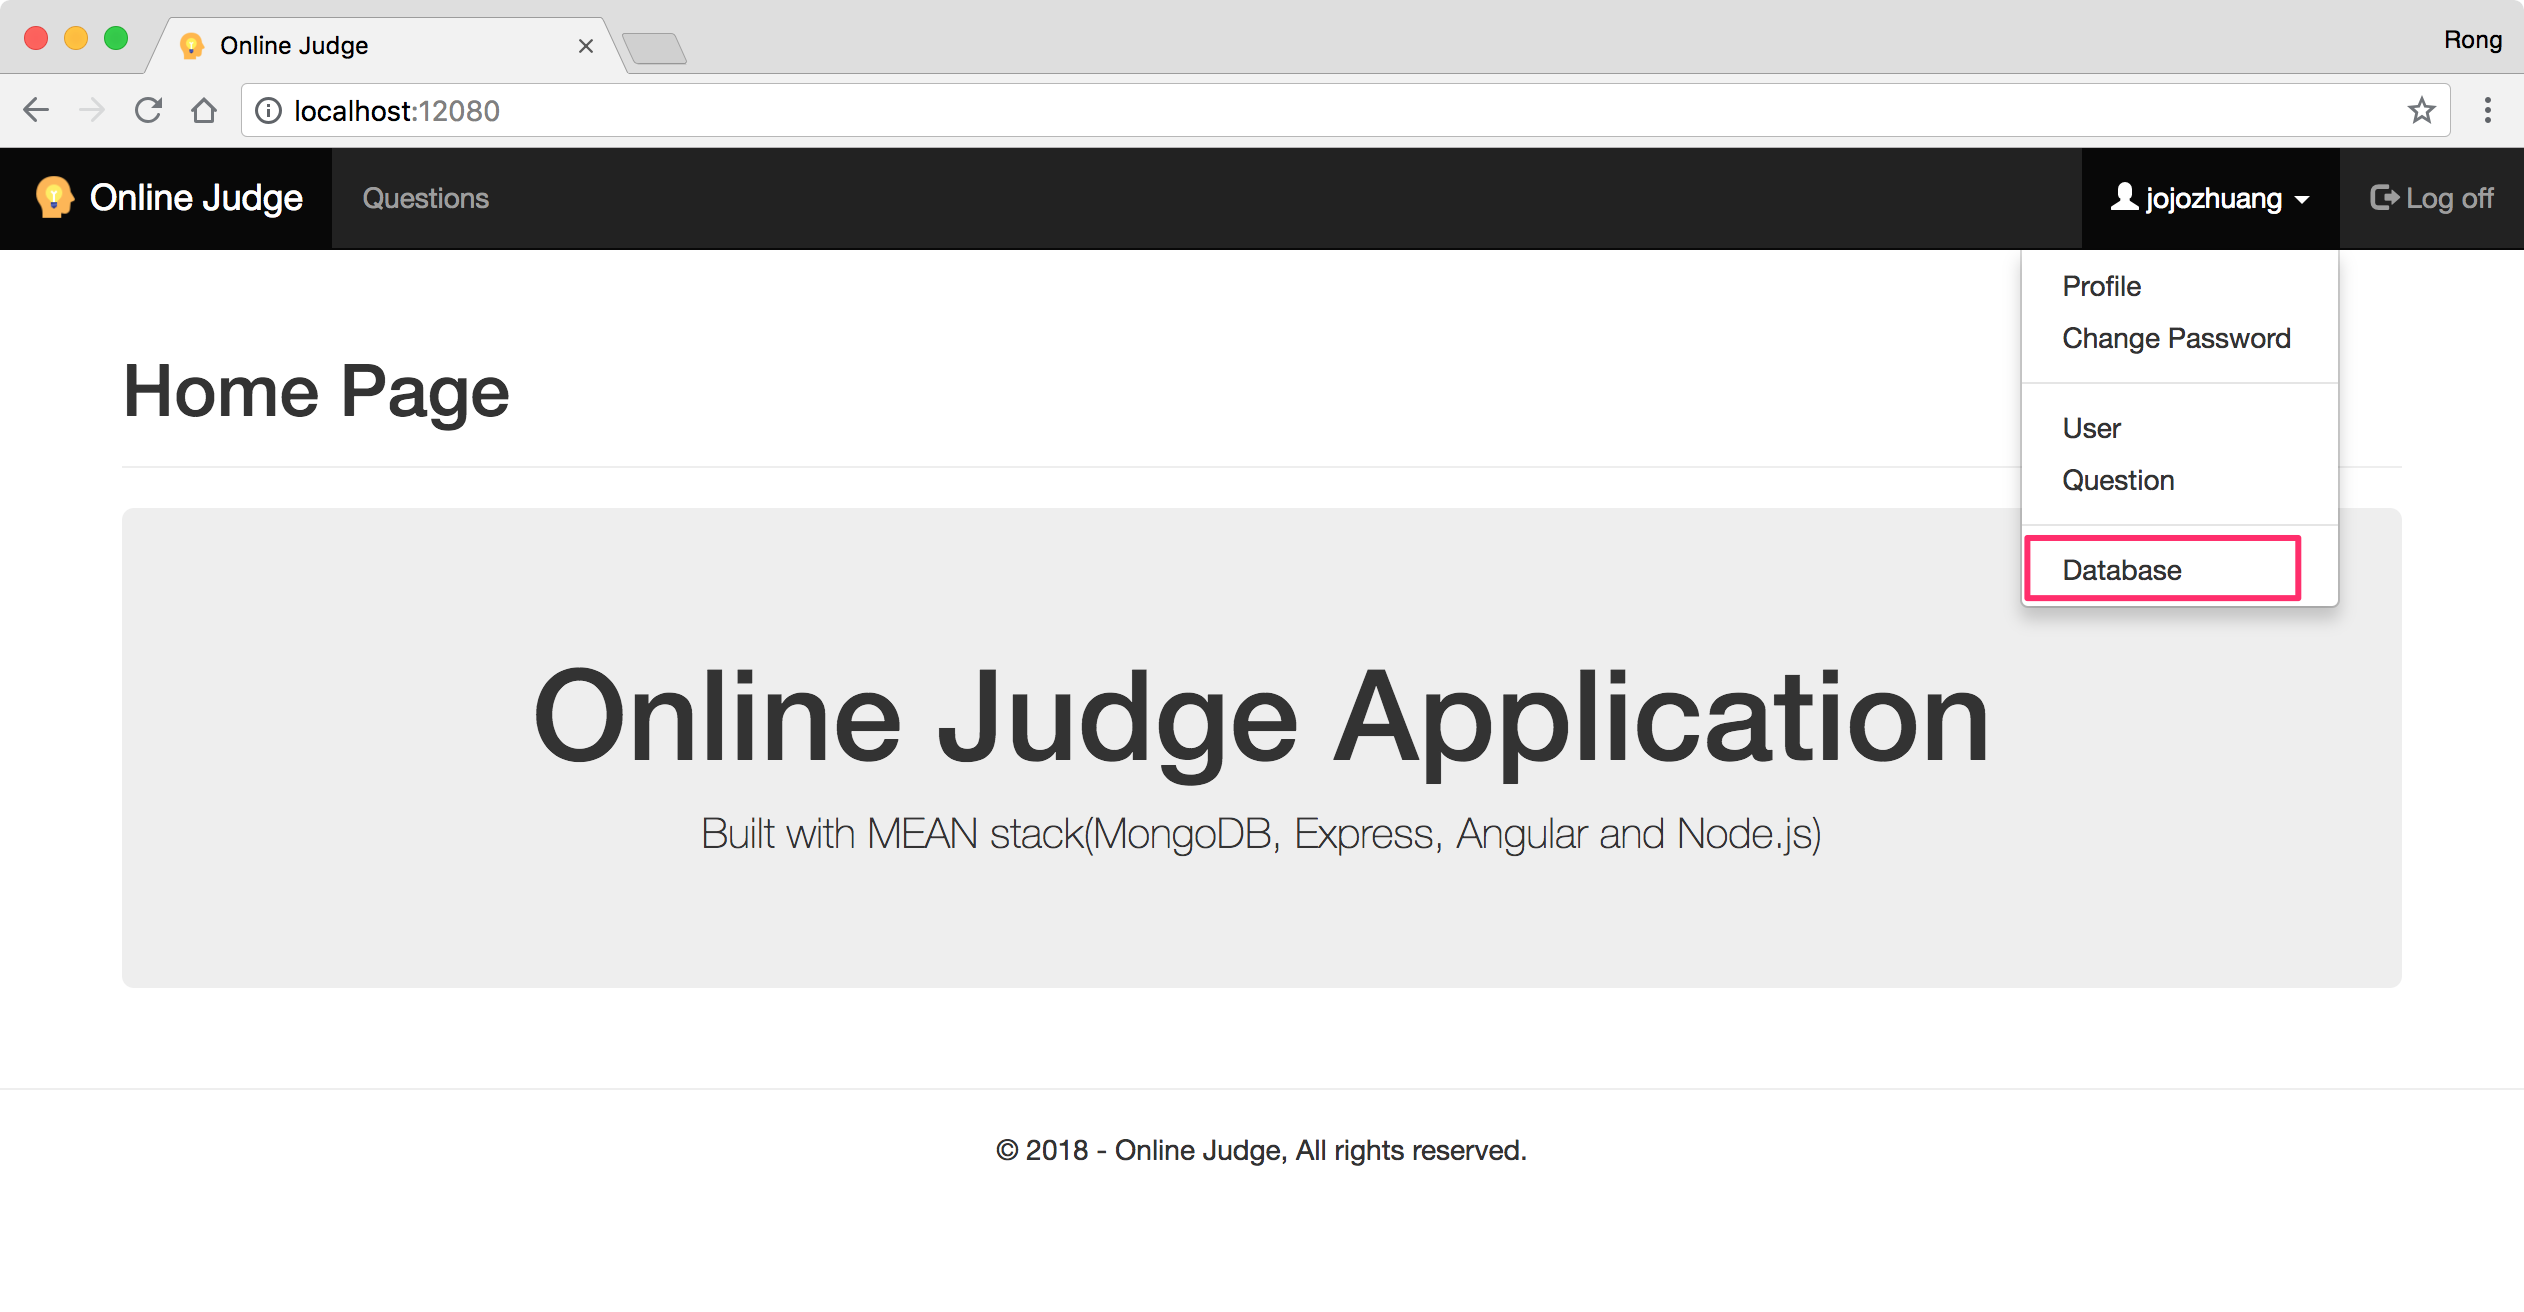 Online Judge
Rong
localhost:12080
Online Judge
Questions
jojozhuang
Log off
Profile
Change Password
User
Question
Database
Home Page
Online Judge Application
Built with MEAN stack(MongoDB, Express, Angular and Node.js)
© 2018 - Online Judge, All rights reserved.